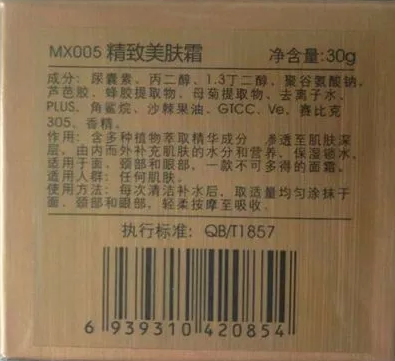 MX005 精致美肤霜 净含量:30g
成分：尿囊素、丙二醇、1.3丁二醇、聚谷氨酸钠、
芦芭胶、蜂胶提取物、母菊提取物、去离子水、
PLUS、角鲨烷、沙棘果油、GTCC、Ve、赛比克
305、香精。
作用：含多种植物萃取精华成分，渗透至肌肤深
层，由内而外补充肌肤的水分和营养，保湿锁水，
适用于面、颈部和眼部，一款不可多得的面霜。
适用人群：任何肌肤。
使用方法：每次清洁补水后，取适量均匀涂抹于
面、颈部和眼部，轻柔按摩至吸收。
执行标准：QB/T1857
6 939310 420854